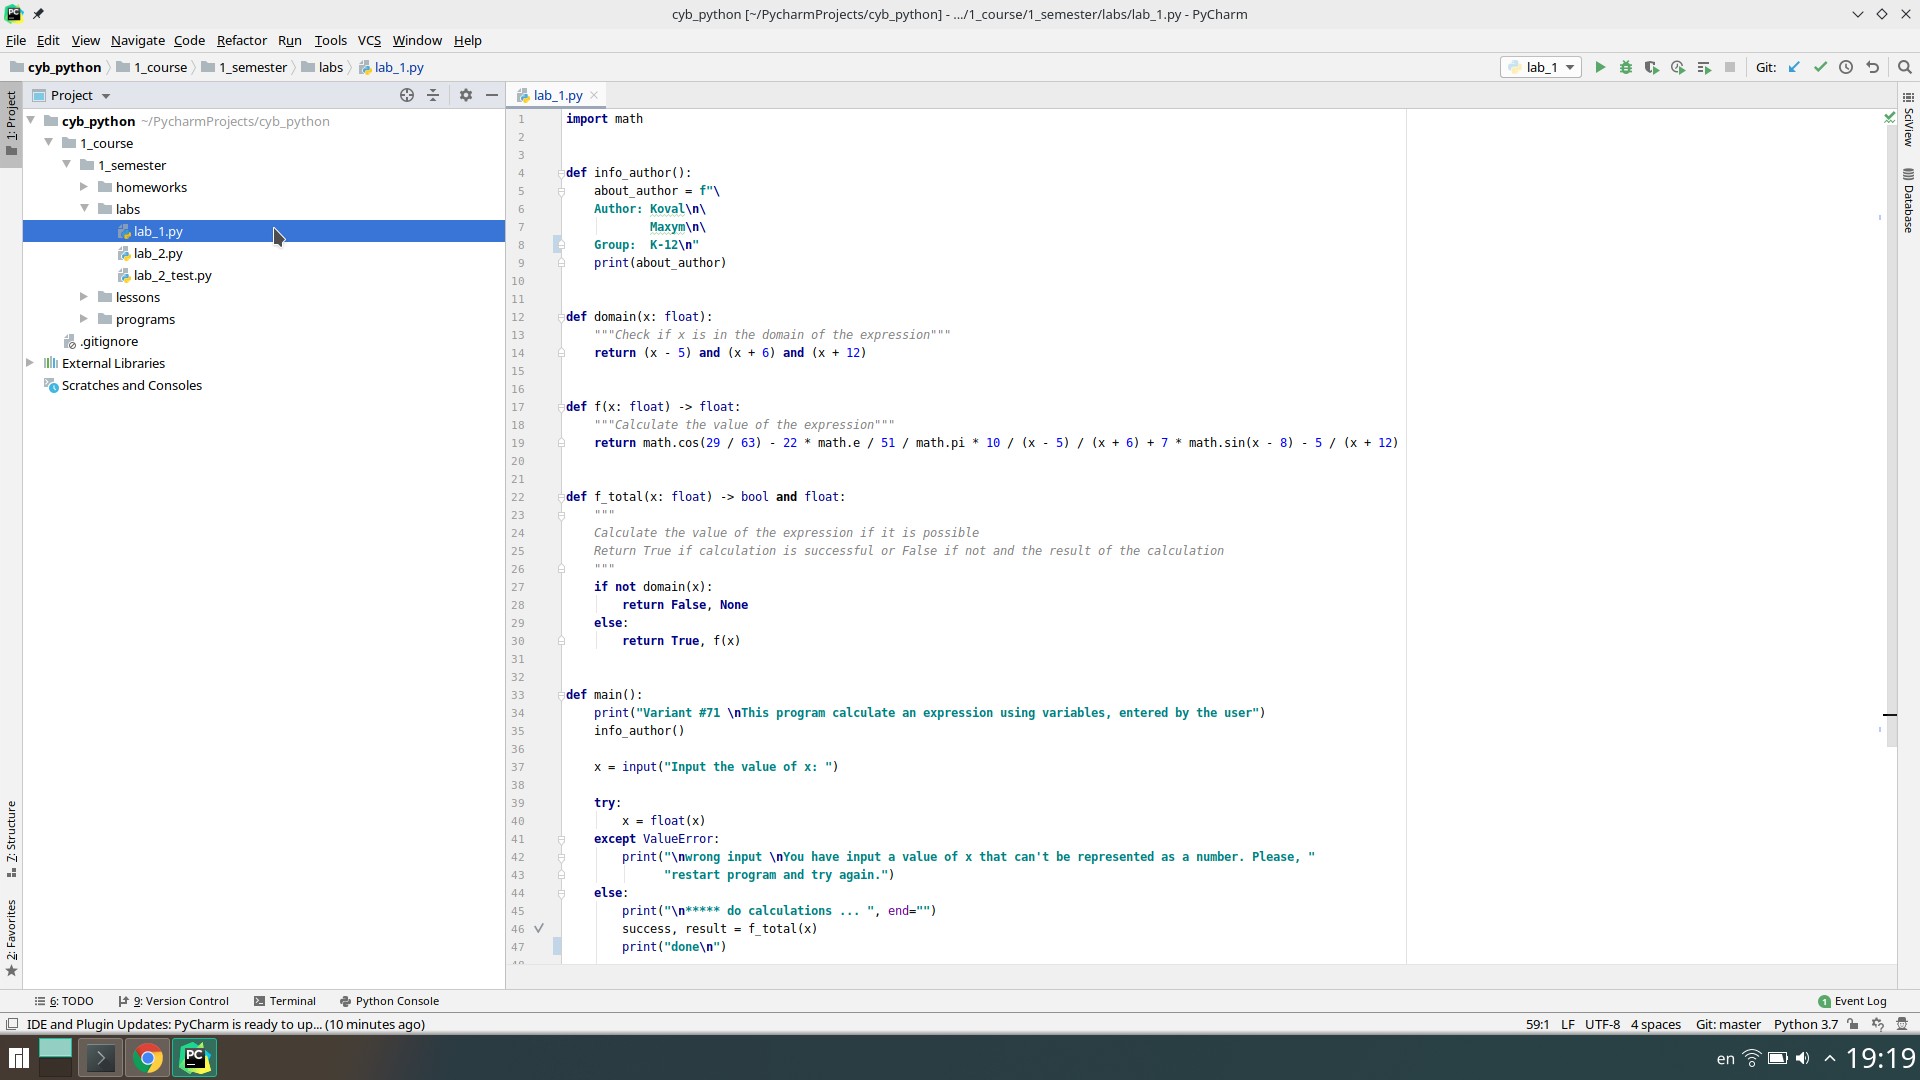 cyb_python [~/PycharmProjects/cyb_python] - .../1_course/1_semester/labs/lab_1.py - PyCharm
File Edit View Navigate Code Refactor Run Tools VCS Window Help
cyb_python 1_course 1_semester labs lab_1.py lab_1 Git:
1: Project
Project
cyb_python ~/PycharmProjects/cyb_python
1_course
1_semester
homeworks
labs
lab_1.py
lab_2.py
lab_2_test.py
lessons
programs
.gitignore
External Libraries
Scratches and Consoles
7: Structure
2: Favorites
lab_1.py
1 import math
2
3
4 def info_author():
5     about_author = f"\
6     Author: Koval\n\
7             Maxym\n\
8     Group:  K-12\n"
9     print(about_author)
10
11
12 def domain(x: float):
13     """Check if x is in the domain of the expression"""
14     return (x - 5) and (x + 6) and (x + 12)
15
16
17 def f(x: float) -> float:
18     """Calculate the value of the expression"""
19     return math.cos(29 / 63) - 22 * math.e / 51 / math.pi * 10 / (x - 5) / (x + 6) + 7 * math.sin(x - 8) - 5 / (x + 12)
20
21
22 def f_total(x: float) -> bool and float:
23     """
24     Calculate the value of the expression if it is possible
25     Return True if calculation is successful or False if not and the result of the calculation
26     """
27     if not domain(x):
28         return False, None
29     else:
30         return True, f(x)
31
32
33 def main():
34     print("Variant #71 \nThis program calculate an expression using variables, entered by the user")
35     info_author()
36
37     x = input("Input the value of x: ")
38
39     try:
40         x = float(x)
41     except ValueError:
42         print("\nwrong input \nYou have input a value of x that can't be represented as a number. Please, "
43               "restart program and try again.")
44     else:
45         print("\n***** do calculations ... ", end="")
46         success, result = f_total(x)
47         print("done\n")
SciView
Database
6: TODO 9: Version Control Terminal Python Console 1 Event Log
IDE and Plugin Updates: PyCharm is ready to up... (10 minutes ago) 59:1 LF UTF-8 4 spaces Git: master Python 3.7
PC en 19:19